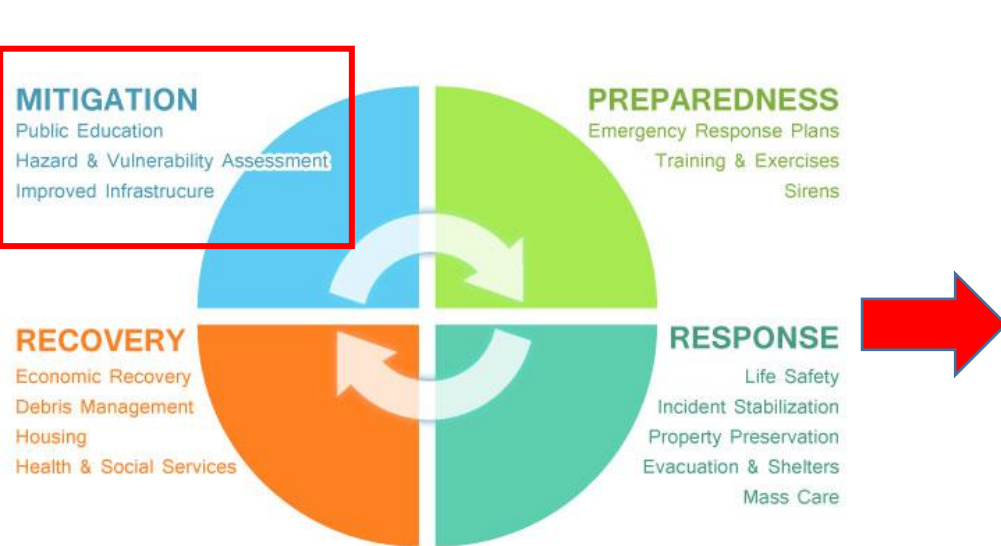 MITIGATION
Public Education
Hazard & Vulnerability Assessment
Improved Infrastrucure
PREPAREDNESS
Emergency Response Plans
Training & Exercises
Sirens
RECOVERY
Economic Recovery
Debris Management
Housing
Health & Social Services
RESPONSE
Life Safety
Incident Stabilization
Property Preservation
Evacuation & Shelters
Mass Care